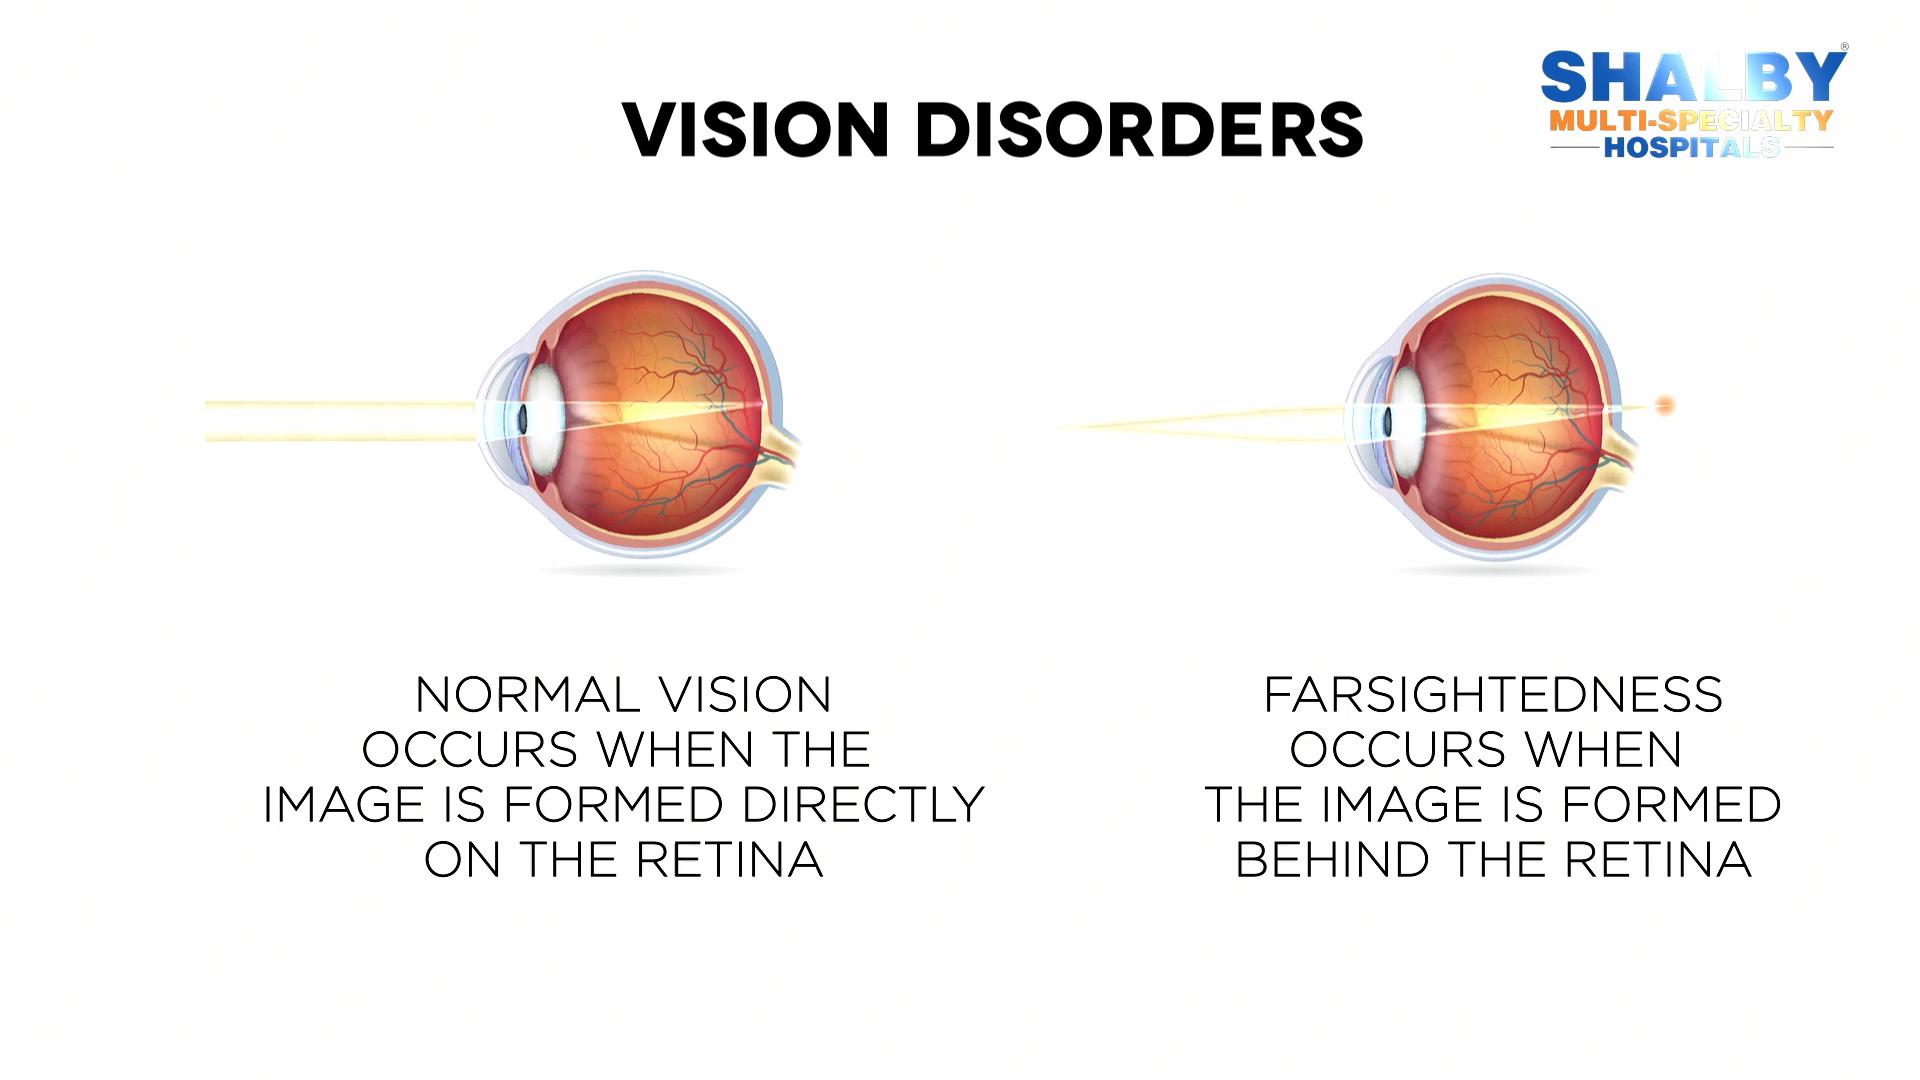 VISION DISORDERS
SHALBY®
MULTI-SPECIALTY
HOSPITALS
NORMAL VISION
OCCURS WHEN THE
IMAGE IS FORMED DIRECTLY
ON THE RETINA
FARSIGHTEDNESS
OCCURS WHEN
THE IMAGE IS FORMED
BEHIND THE RETINA